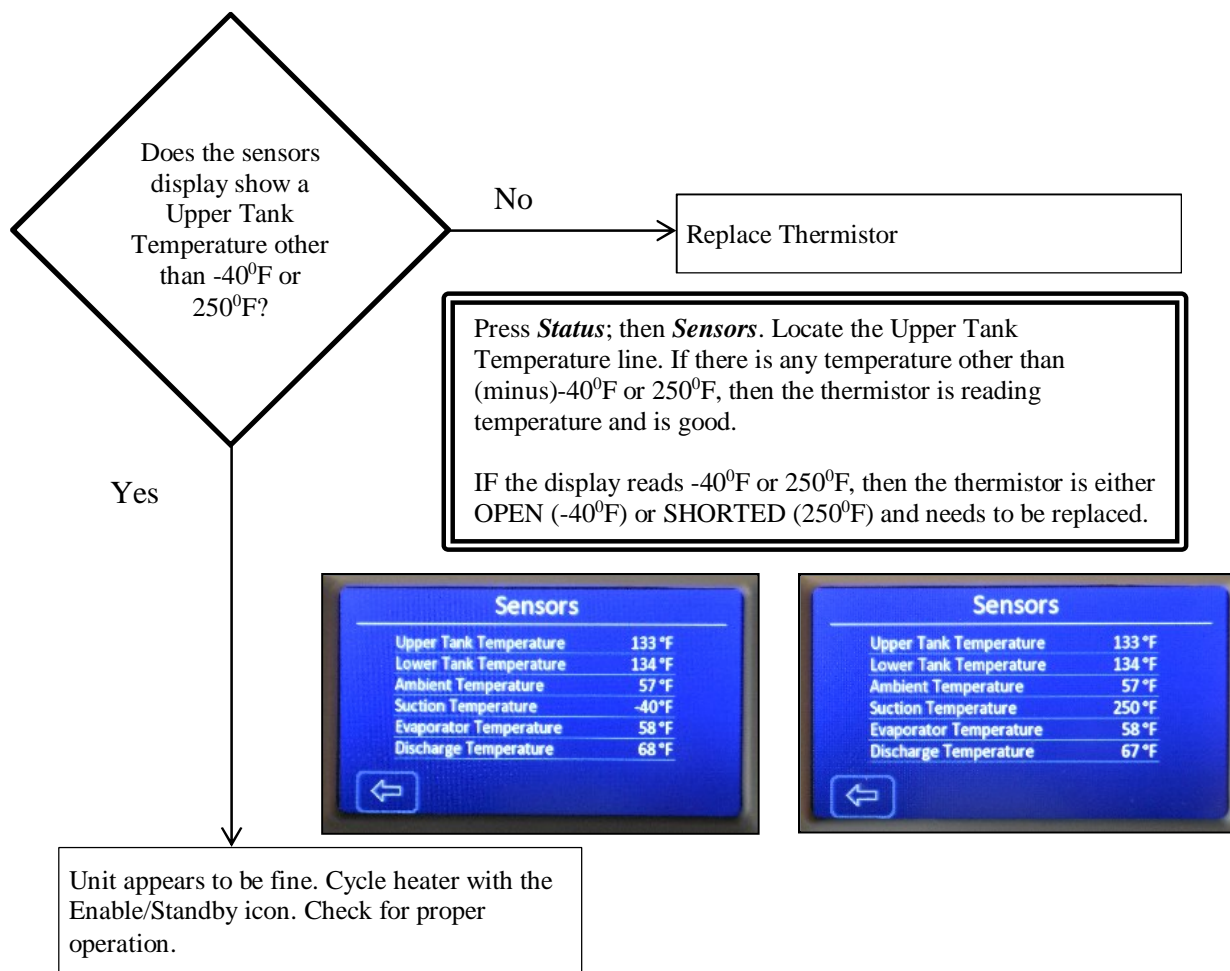 Does the sensors
display show a
Upper Tank
Temperature other
than -40⁰F or
250⁰F?
No
Replace Thermistor
Press Status; then Sensors. Locate the Upper Tank
Temperature line. If there is any temperature other than
(minus)-40⁰F or 250⁰F, then the thermistor is reading
temperature and is good.
IF the display reads -40⁰F or 250⁰F, then the thermistor is either
OPEN (-40⁰F) or SHORTED (250⁰F) and needs to be replaced.
Yes
Sensors
Upper Tank Temperature 133 °F
Lower Tank Temperature 134 °F
Ambient Temperature 57 °F
Suction Temperature -40°F
Evaporator Temperature 58 °F
Discharge Temperature 68 °F
Sensors
Upper Tank Temperature 133 °F
Lower Tank Temperature 134 °F
Ambient Temperature 57 °F
Suction Temperature 250 °F
Evaporator Temperature 58 °F
Discharge Temperature 67 °F
Unit appears to be fine. Cycle heater with the
Enable/Standby icon. Check for proper
operation.